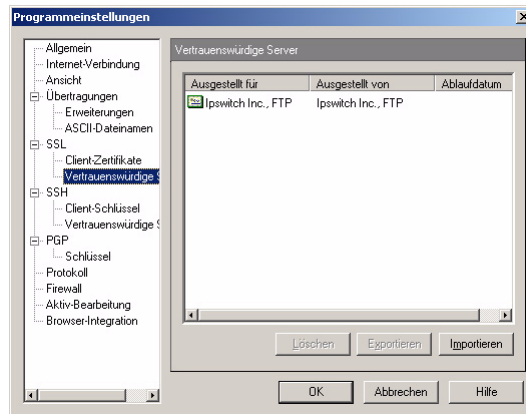 Programmeinstellungen
Allgemein
Internet-Verbindung
Ansicht
Übertragungen
Erweiterungen
ASCII-Dateinamen
SSL
Client-Zertifikate
Vertrauenswürdige S
SSH
Client-Schlüssel
Vertrauenswürdige S
PGP
Schlüssel
Protokoll
Firewall
Aktiv-Bearbeitung
Browser-Integration
Vertrauenswürdige Server
Ausgestellt für Ausgestellt von Ablaufdatum
Ipswitch Inc., FTP Ipswitch Inc., FTP
Löschen Exportieren Importieren
OK Abbrechen Hilfe